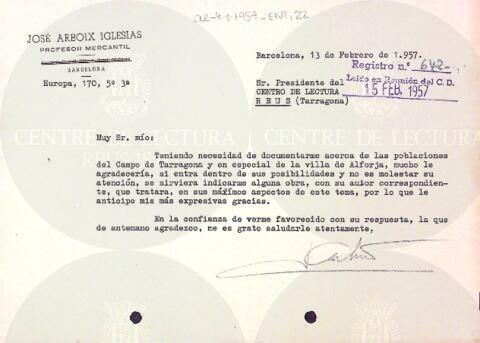 al-41-1957-ENT, 22
JOSÉ ARBOIX IGLESIAS
PROFESOR MERCANTIL
BARCELONA
Europa, 170, 5º 3ª
Barcelona, 13 de Febrero de 1.957.
Registro n.º 642-
Sr. Presidente del
Leido en Reunión del C. D.
CENTRO DE LECTURA
15 FEB. 1957
R E U S (Tarragona)
Muy Sr. mío:
Teniendo necesidad de documentarme acerca de las poblaciones
del Campo de Tarragona y en especial de la villa de Alforja, mucho le
agradecería, si entra dentro de sus posibilidades y no es molestar su
atención, se sirviera indicarme alguna obra, con su autor correspondien-
te, que tratara, en sus máximos aspectos de este tema, por lo que le
anticipo mis más expresivas gracias.
En la confianza de verme favorecido con su respuesta, la que
de antenano agradezco, me es grato saludarle atentamente,
CENTRE DE LECTURA
REUS
CENTRE DE LECTURA